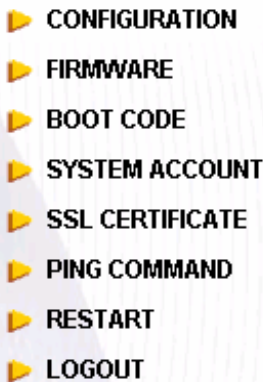 CONFIGURATION
FIRMWARE
BOOT CODE
SYSTEM ACCOUNT
SSL CERTIFICATE
PING COMMAND
RESTART
LOGOUT